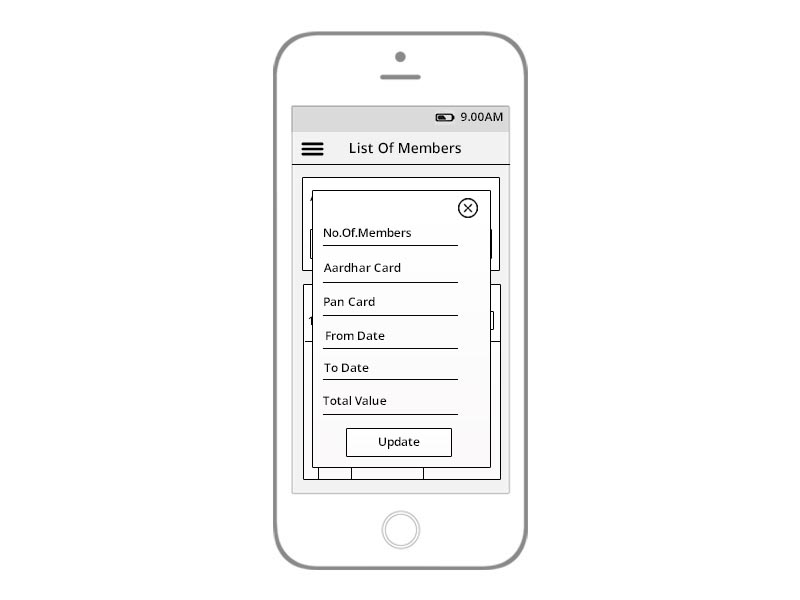 9.00AM
List Of Members
No.Of.Members
Aardhar Card
Pan Card
From Date
To Date
Total Value
Update